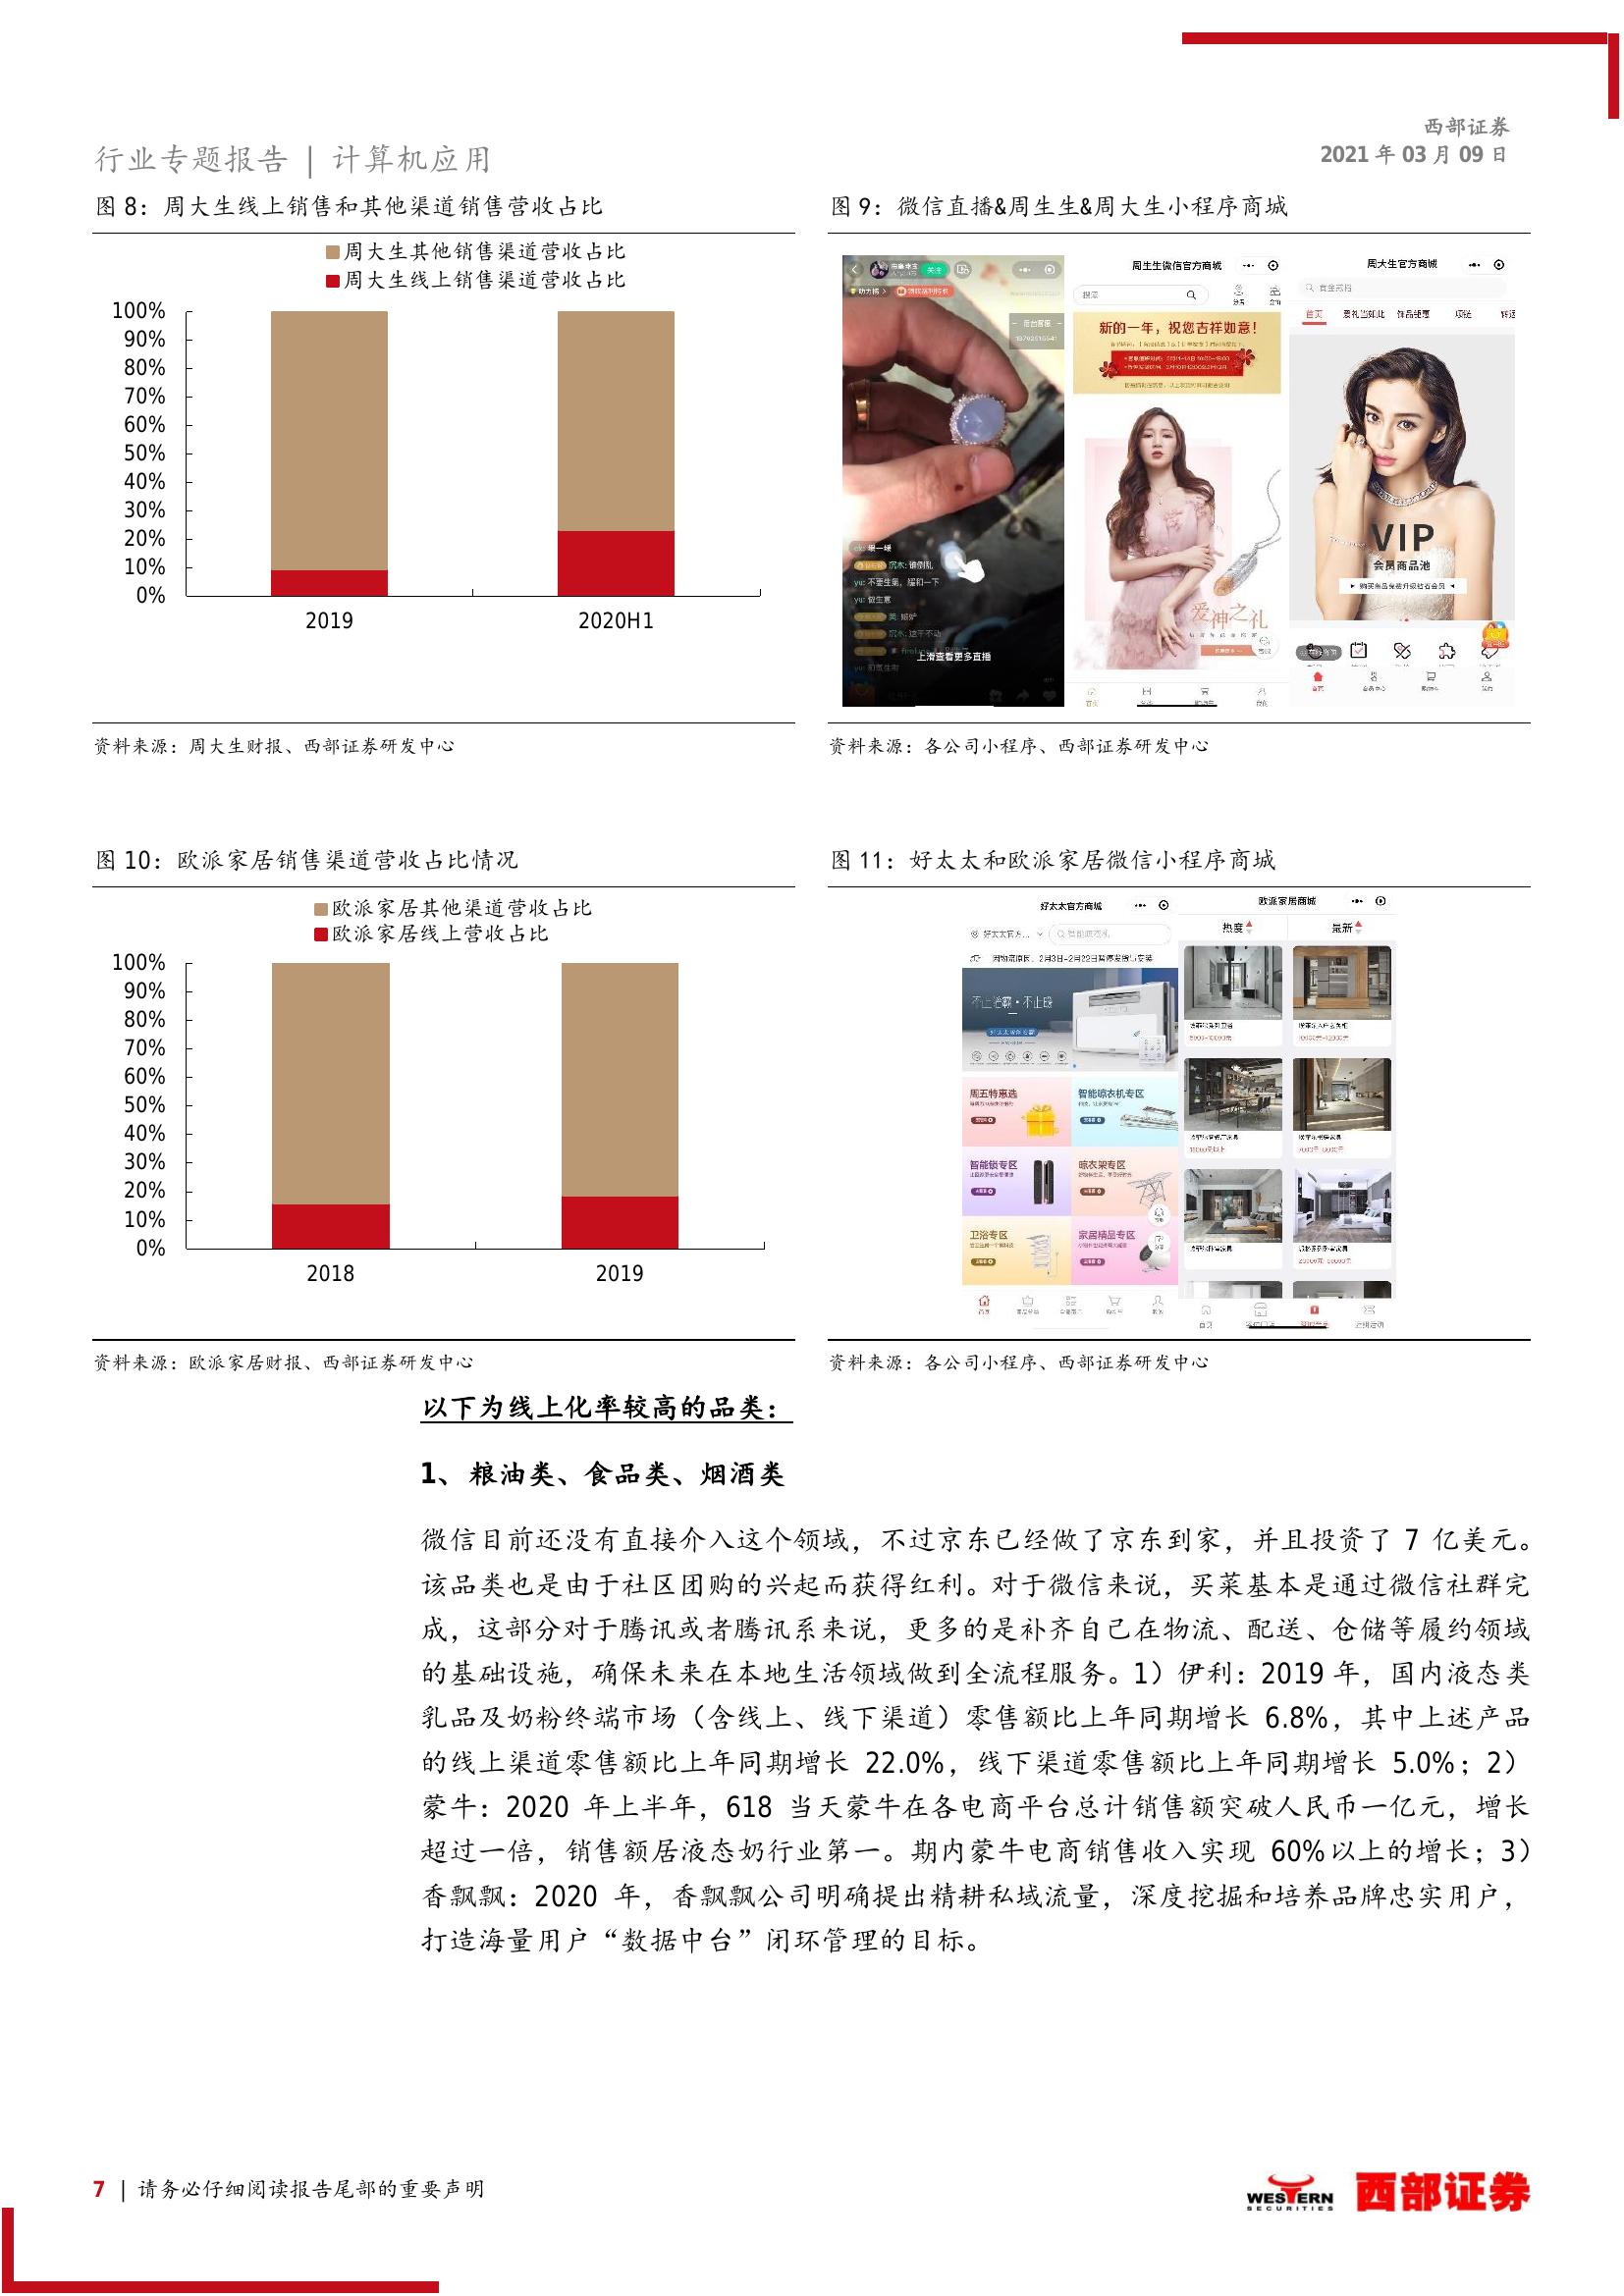 西部证券
2021 年 03 月 09 日
行业专题报告 | 计算机应用
图 8：周大生线上销售和其他渠道销售营收占比
周大生其他销售渠道营收占比
周大生线上销售渠道营收占比
100%
90%
80%
70%
60%
50%
40%
30%
20%
10%
0%
2019
2020H1
资料来源：周大生财报、西部证券研发中心
图 9：微信直播&周生生&周大生小程序商城
关注
上滑查看更多直播
周生生微信官方商城
搜索
新的一年，祝您吉祥如意！
爱神之礼
周大生官方商城
首页
项链
VIP
会员商品池
资料来源：各公司小程序、西部证券研发中心
图 10：欧派家居销售渠道营收占比情况
欧派家居其他渠道营收占比
欧派家居线上营收占比
100%
90%
80%
70%
60%
50%
40%
30%
20%
10%
0%
2018
2019
资料来源：欧派家居财报、西部证券研发中心
图 11：好太太和欧派家居微信小程序商城
好太太官方商城
好太太官方...
不止浴霸·不止暖
周五特惠选
智能晾衣机专区
智能锁专区
晾衣架专区
卫浴专区
家居精品专区
欧派家居商城
热度
最新
资料来源：各公司小程序、西部证券研发中心
以下为线上化率较高的品类：
1、粮油类、食品类、烟酒类
微信目前还没有直接介入这个领域，不过京东已经做了京东到家，并且投资了 7 亿美元。
该品类也是由于社区团购的兴起而获得红利。对于微信来说，买菜基本是通过微信社群完
成，这部分对于腾讯或者腾讯系来说，更多的是补齐自己在物流、配送、仓储等履约领域
的基础设施，确保未来在本地生活领域做到全流程服务。1）伊利：2019 年，国内液态类
乳品及奶粉终端市场（含线上、线下渠道）零售额比上年同期增长 6.8%，其中上述产品
的线上渠道零售额比上年同期增长 22.0%，线下渠道零售额比上年同期增长 5.0%；2）
蒙牛：2020 年上半年，618 当天蒙牛在各电商平台总计销售额突破人民币一亿元，增长
超过一倍，销售额居液态奶行业第一。期内蒙牛电商销售收入实现 60%以上的增长；3）
香飘飘：2020 年，香飘飘公司明确提出精耕私域流量，深度挖掘和培养品牌忠实用户，
打造海量用户“数据中台”闭环管理的目标。
7 | 请务必仔细阅读报告尾部的重要声明
WESTERN
SECURITIES
西部证券